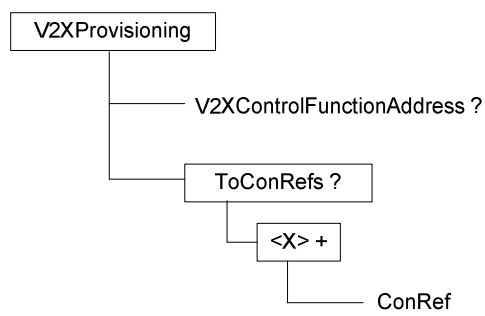 V2XProvisioning
V2XControlFunctionAddress ?
ToConRefs ?
<X> +
ConRef